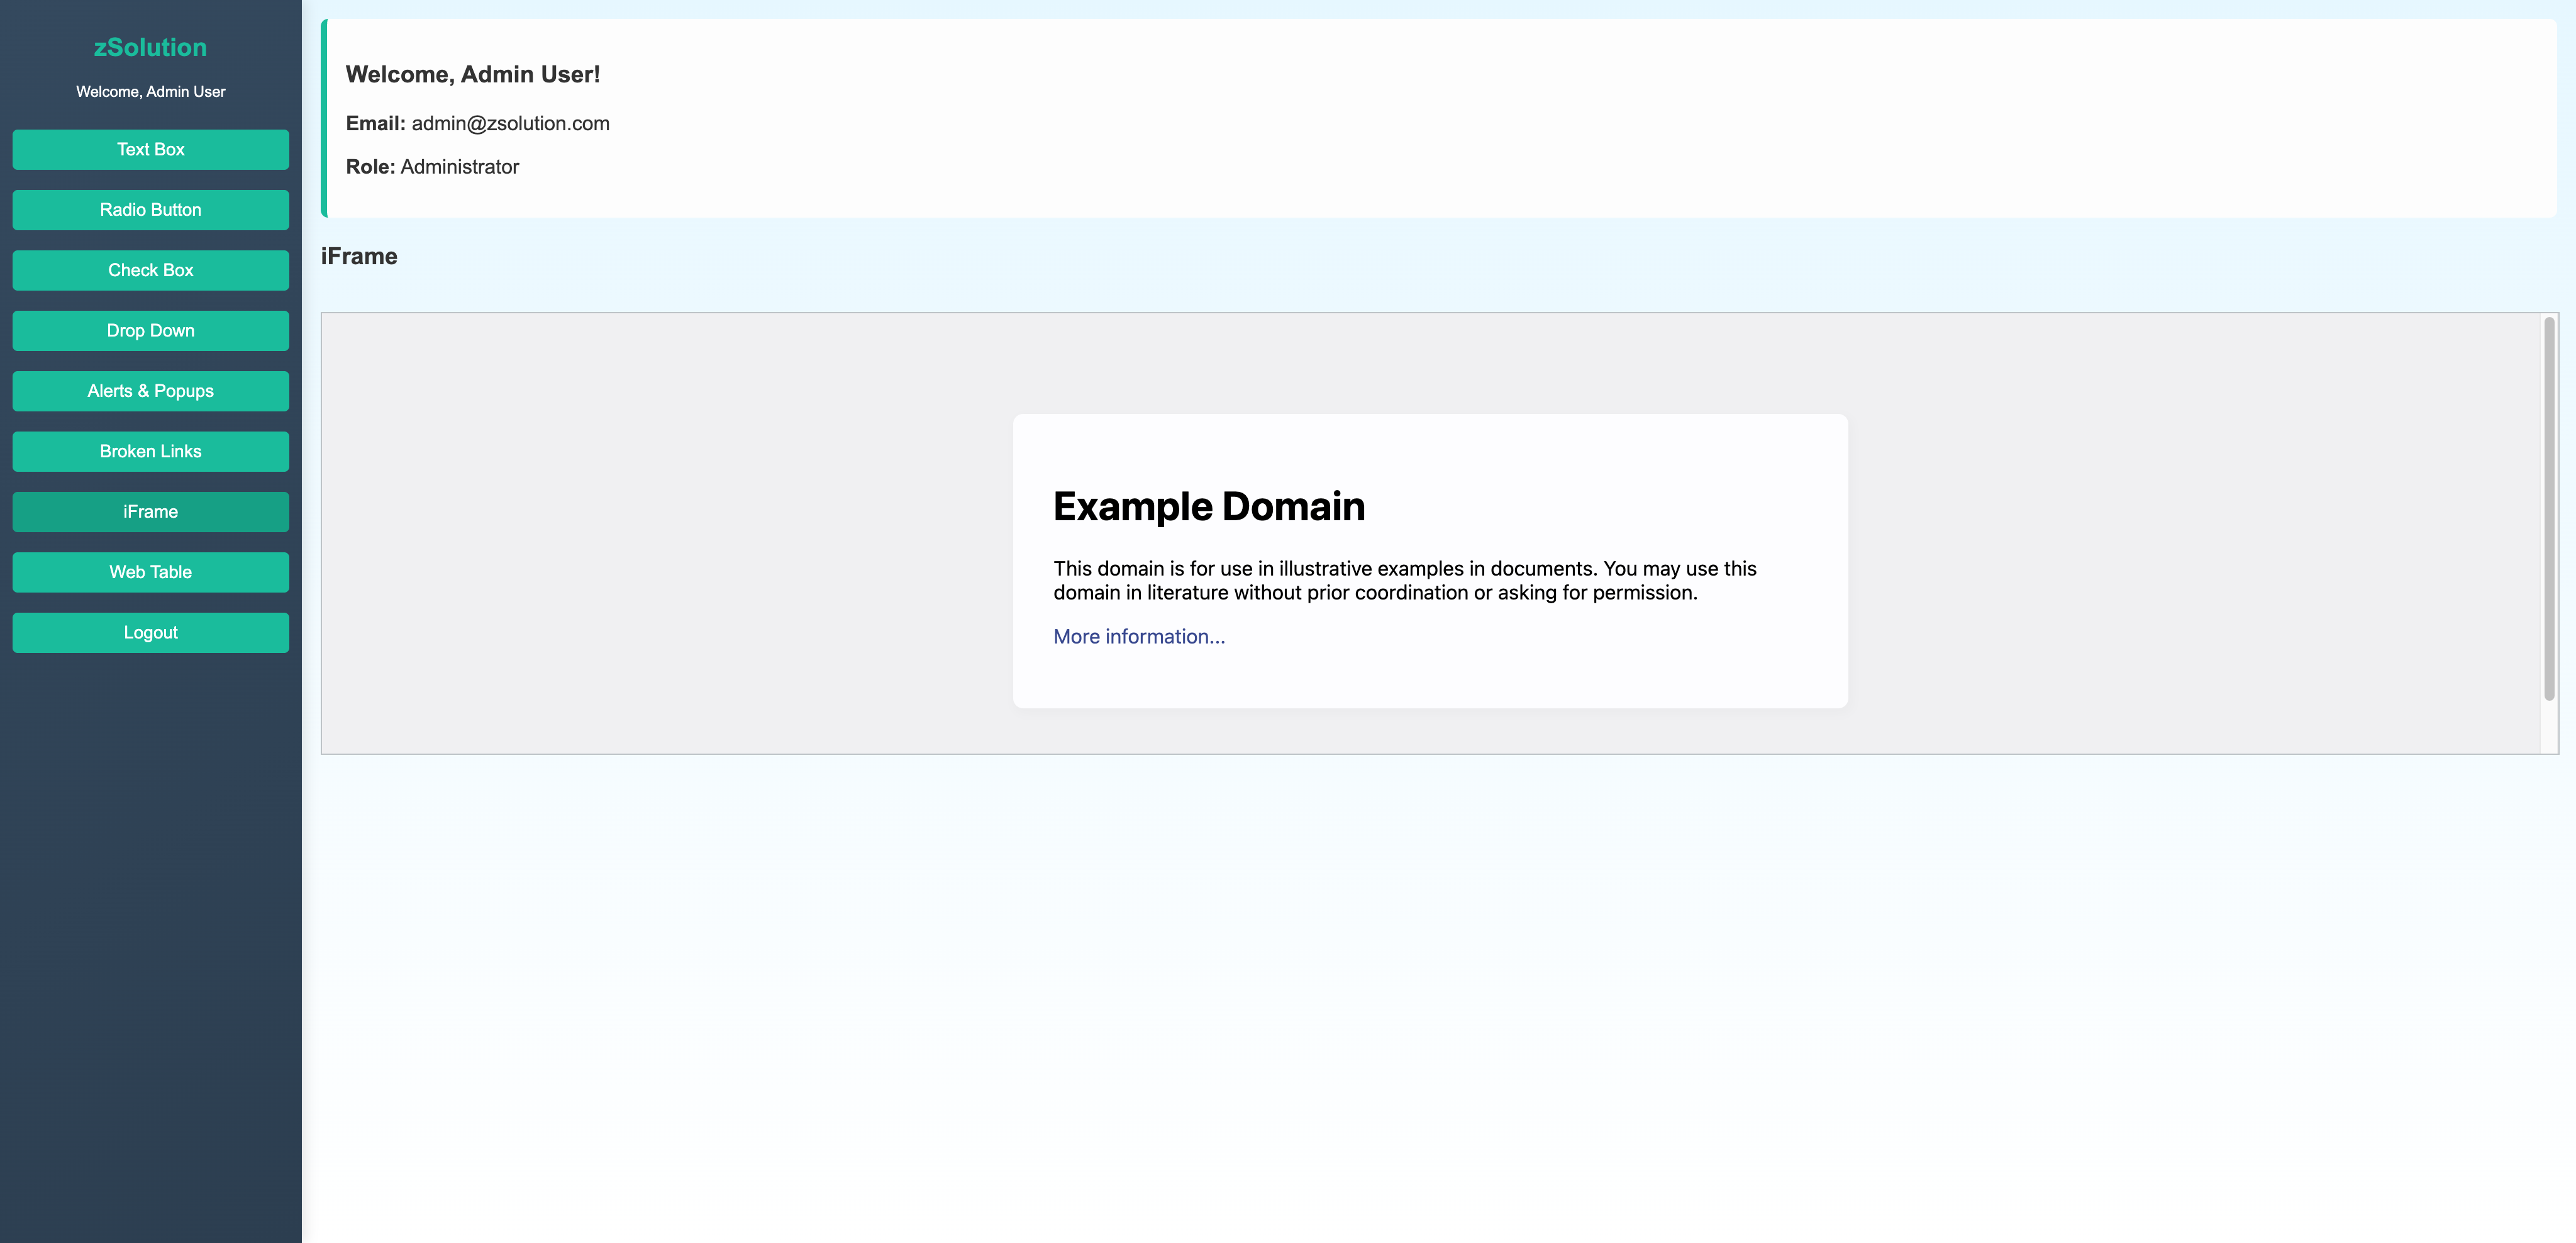 zSolution
Welcome, Admin User
Text Box
Radio Button
Check Box
Drop Down
Alerts & Popups
Broken Links
iFrame
Web Table
Logout
Welcome, Admin User!
Email: admin@zsolution.com
Role: Administrator
iFrame
Example Domain
This domain is for use in illustrative examples in documents. You may use this
domain in literature without prior coordination or asking for permission.
More information...